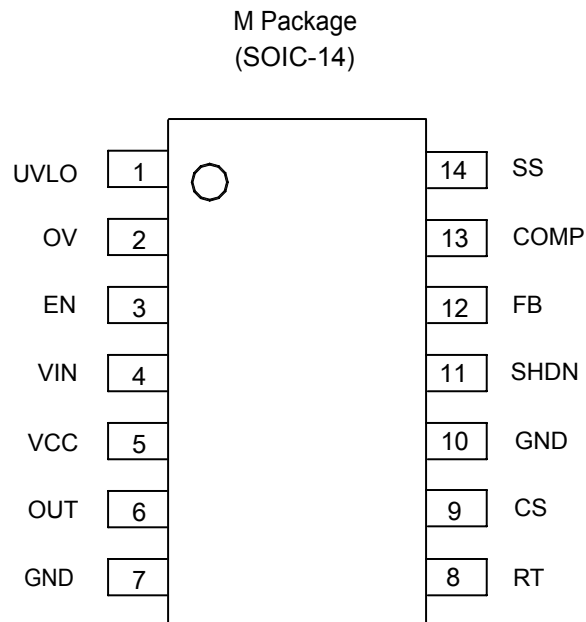 M Package
(SOIC-14)
UVLO 1 14 SS
OV 2 13 COMP
EN 3 12 FB
VIN 4 11 SHDN
VCC 5 10 GND
OUT 6 9 CS
GND 7 8 RT